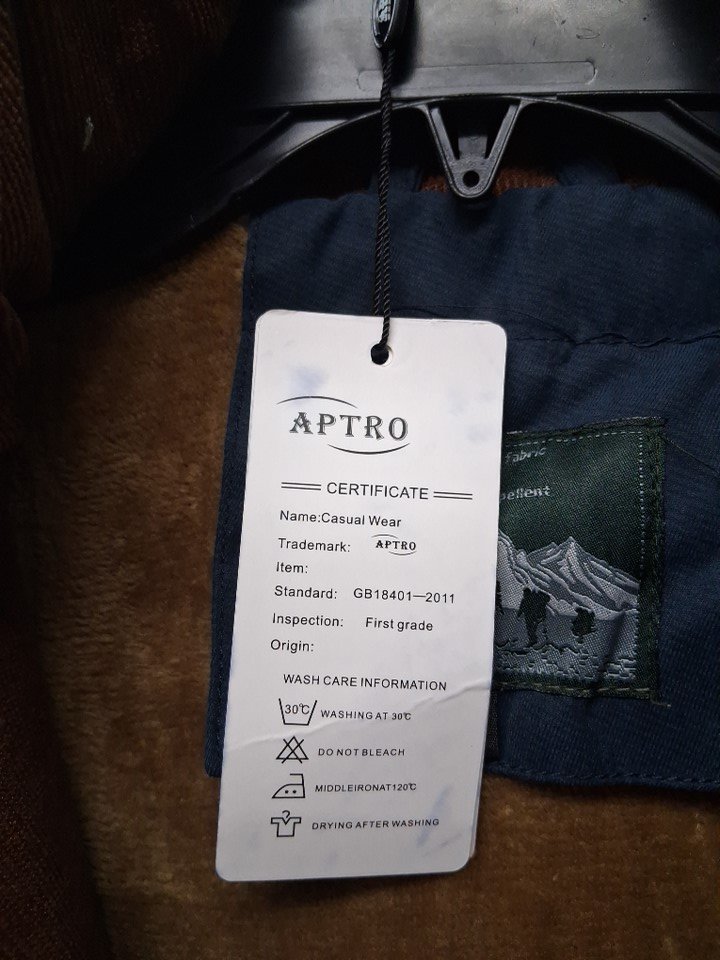 APTRO
CERTIFICATE
Name:Casual Wear
Trademark: APTRO
Item:
Standard: GB18401—2011
Inspection: First grade
Origin:
WASH CARE INFORMATION
30℃ WASHING AT 30℃
DO NOT BLEACH
MIDDLEIRONAT120℃
DRYING AFTER WASHING
fabric